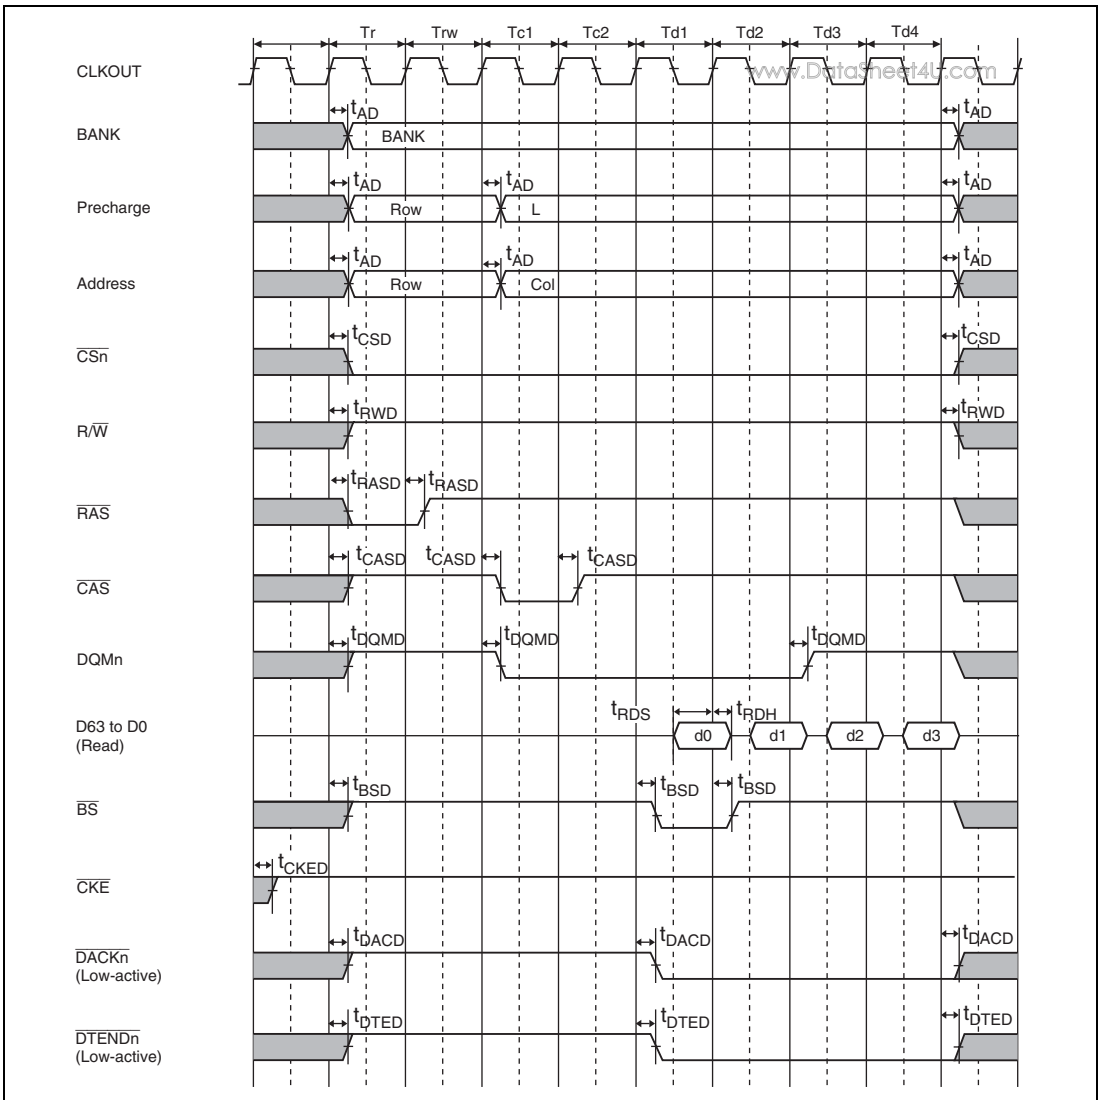 Tr Trw Tc1 Tc2 Td1 Td2 Td3 Td4
CLKOUT
www.DataSheet4U.com
tAD tAD
BANK BANK
tAD tAD tAD
Precharge Row L
tAD tAD tAD
Address Row Col
tCSD tCSD
CSn
tRWD tRWD
R/W
tRASD tRASD
RAS
tCASD tCASD tCASD
CAS
tDQMD tDQMD tDQMD
DQMn
tRDS tRDH
D63 to D0
(Read)
d0 d1 d2 d3
tBSD tBSD tBSD
BS
tCKED
CKE
tDACD tDACD tDACD
DACKn
(Low-active)
tDTED tDTED tDTED
DTENDn
(Low-active)